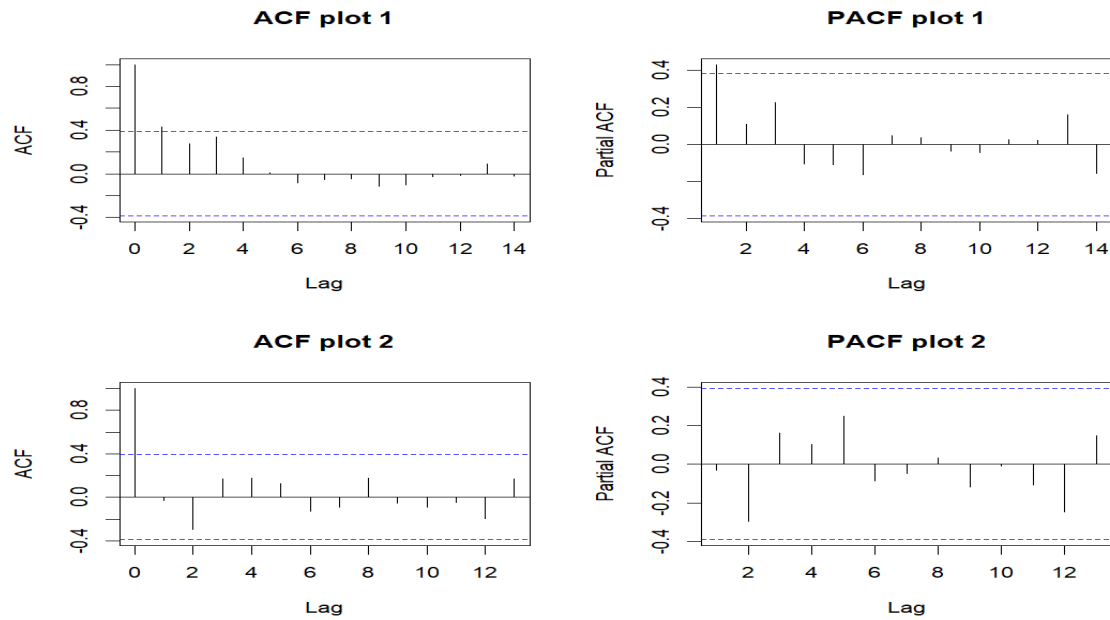 ACF plot 1
ACF
-0.4 0.0 0.4 0.8
0 2 4 6 8 10 12 14
Lag
PACF plot 1
Partial ACF
-0.4 0.0 0.2 0.4
2 4 6 8 10 12 14
Lag
ACF plot 2
ACF
-0.4 0.0 0.4 0.8
0 2 4 6 8 10 12
Lag
PACF plot 2
Partial ACF
-0.4 -0.2 0.0 0.2 0.4
2 4 6 8 10 12
Lag